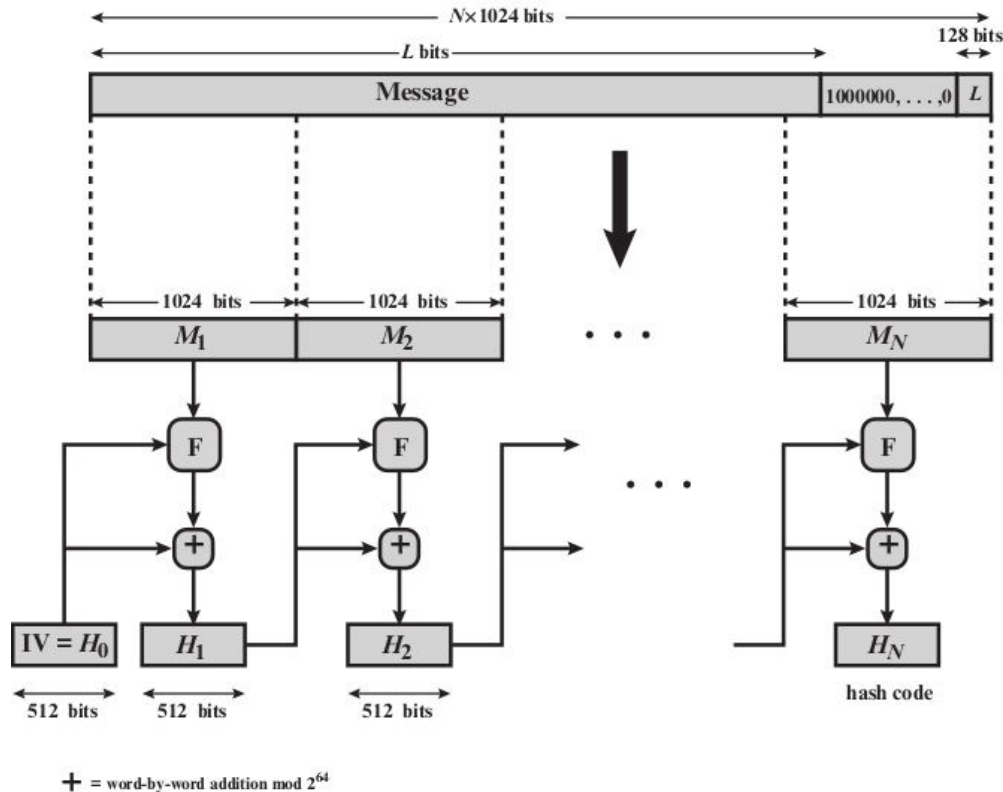 N×1024 bits
L bits
128 bits
Message
1000000, . . . ,0
L
1024 bits
1024 bits
1024 bits
M1
M2
. . .
MN
F
F
F
. . .
+
+
+
IV = H0
H1
H2
HN
hash code
512 bits
512 bits
512 bits
+ = word-by-word addition mod 2^64